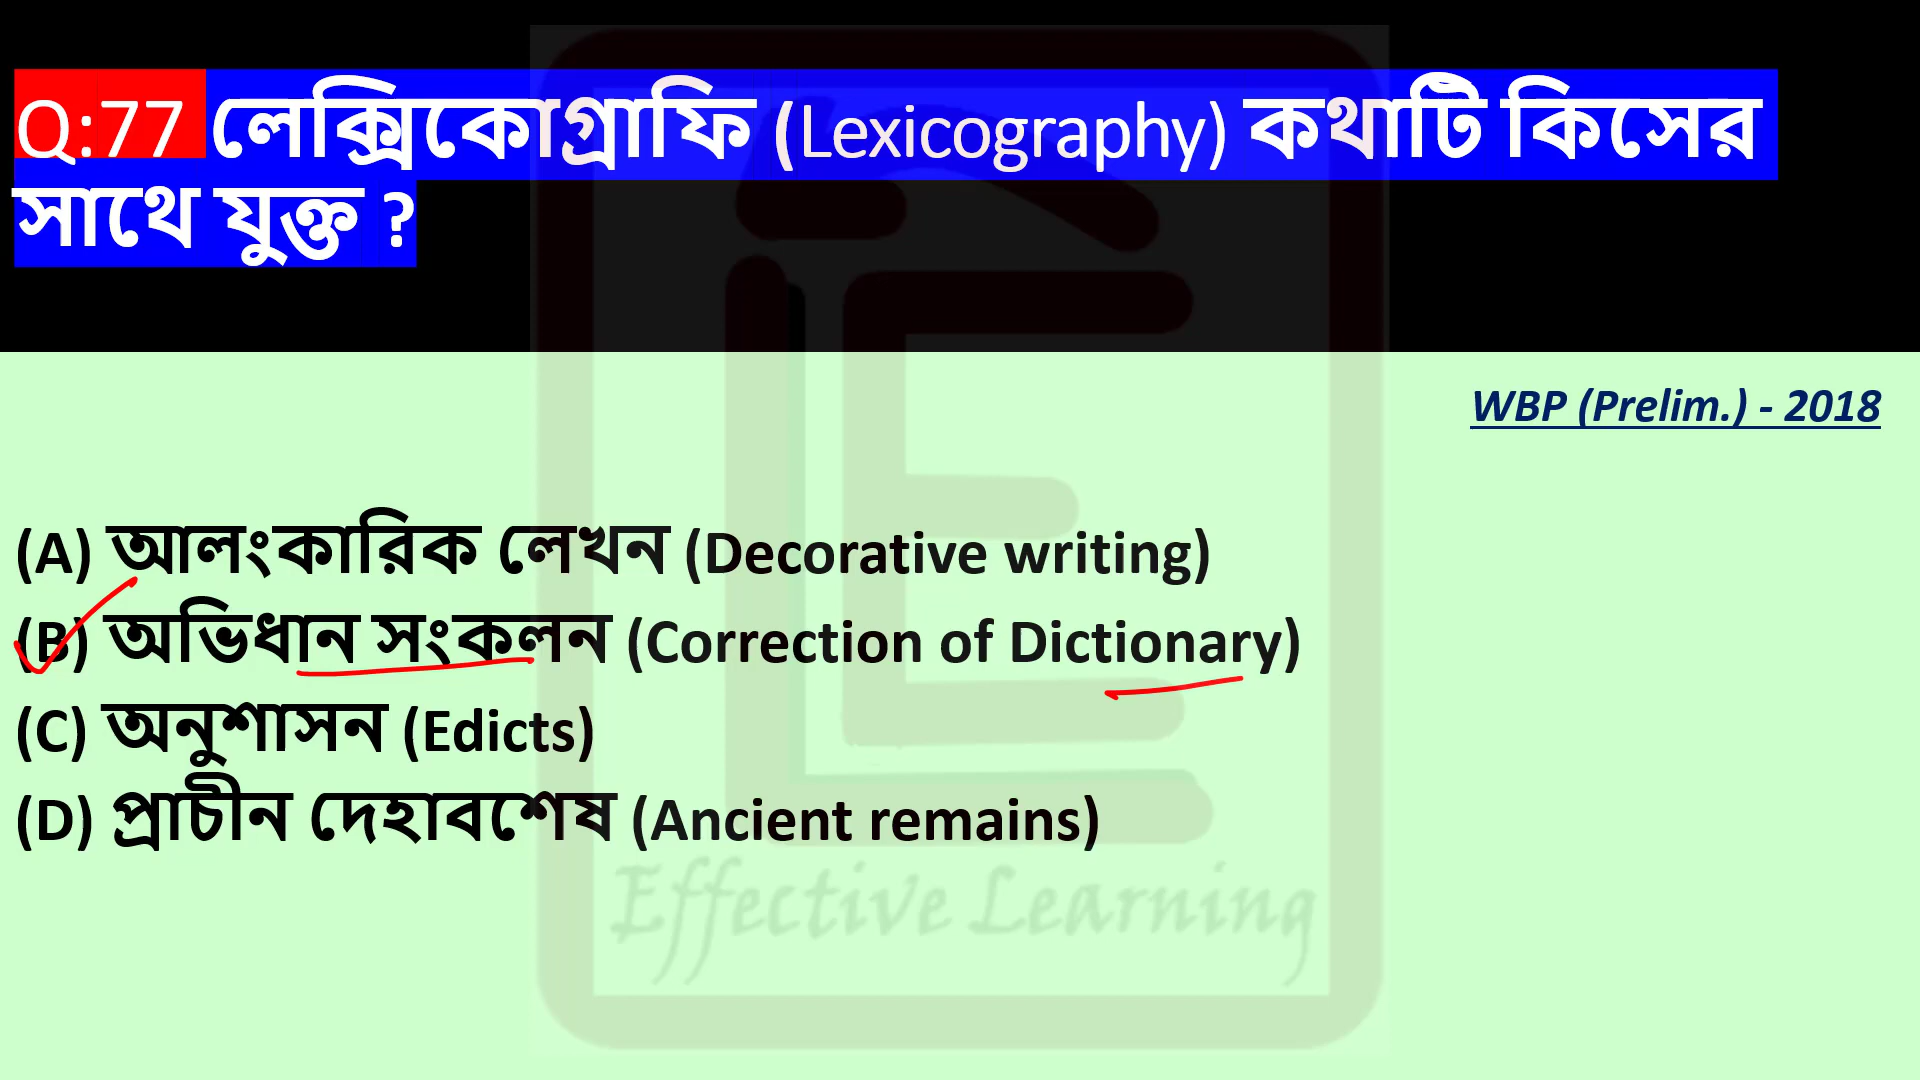 Q:77 লেক্সিকোগ্রাফি (Lexicography) কথাটি কিসের
সাথে যুক্ত ?
WBP (Prelim.) - 2018
(A) আলংকারিক লেখন (Decorative writing)
(B) অভিধান সংকলন (Correction of Dictionary)
(C) অনুশাসন (Edicts)
(D) প্রাচীন দেহাবশেষ (Ancient remains)
Effective Learning